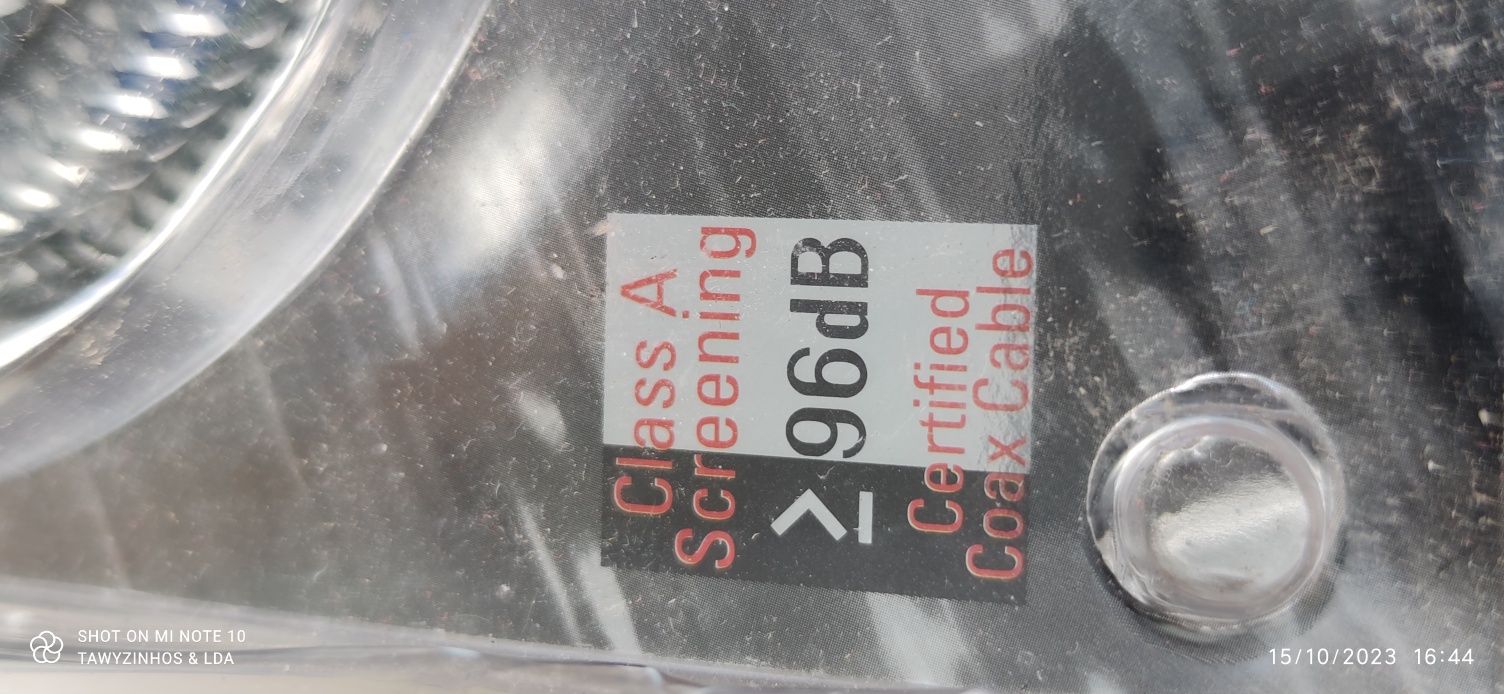 Class A
Screening
≥96dB
Certified
Coax Cable
SHOT ON MI NOTE 10
TAWYZINHOS & LDA
15/10/2023 16:44